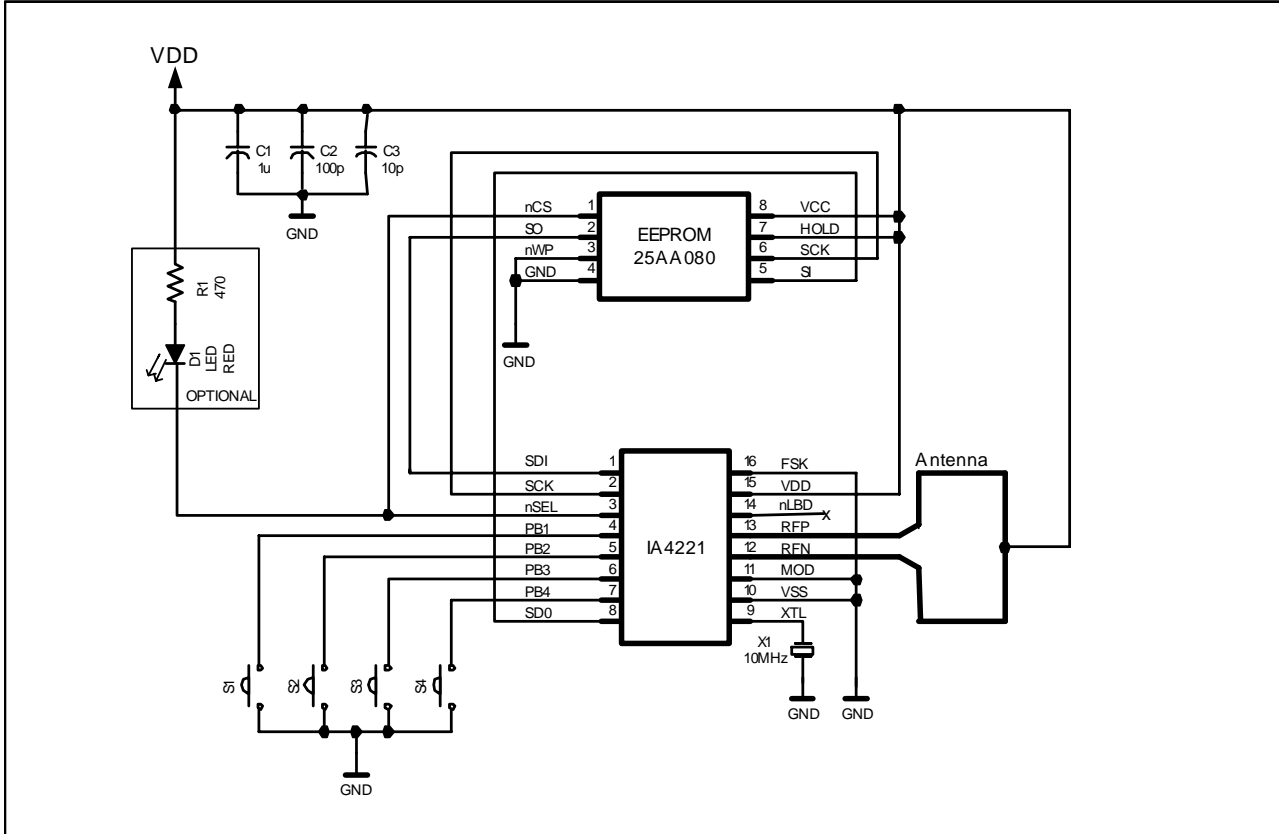 VDD
C1
1u
C2
100p
C3
10p
GND
R1
470
D1
LED
RED
OPTIONAL
nCS
SO
nWP
GND
1
2
3
4
EEPROM
25AA080
8
7
6
5
VCC
HOLD
SCK
SI
GND
SDI
SCK
nSEL
PB1
PB2
PB3
PB4
SD0
1
2
3
4
5
6
7
8
IA4221
16
15
14
13
12
11
10
9
FSK
VDD
nLBD
RFP
RFN
MOD
VSS
XTL
x
Antenna
X1
10MHz
GND
GND
S1
S2
S3
S4
GND